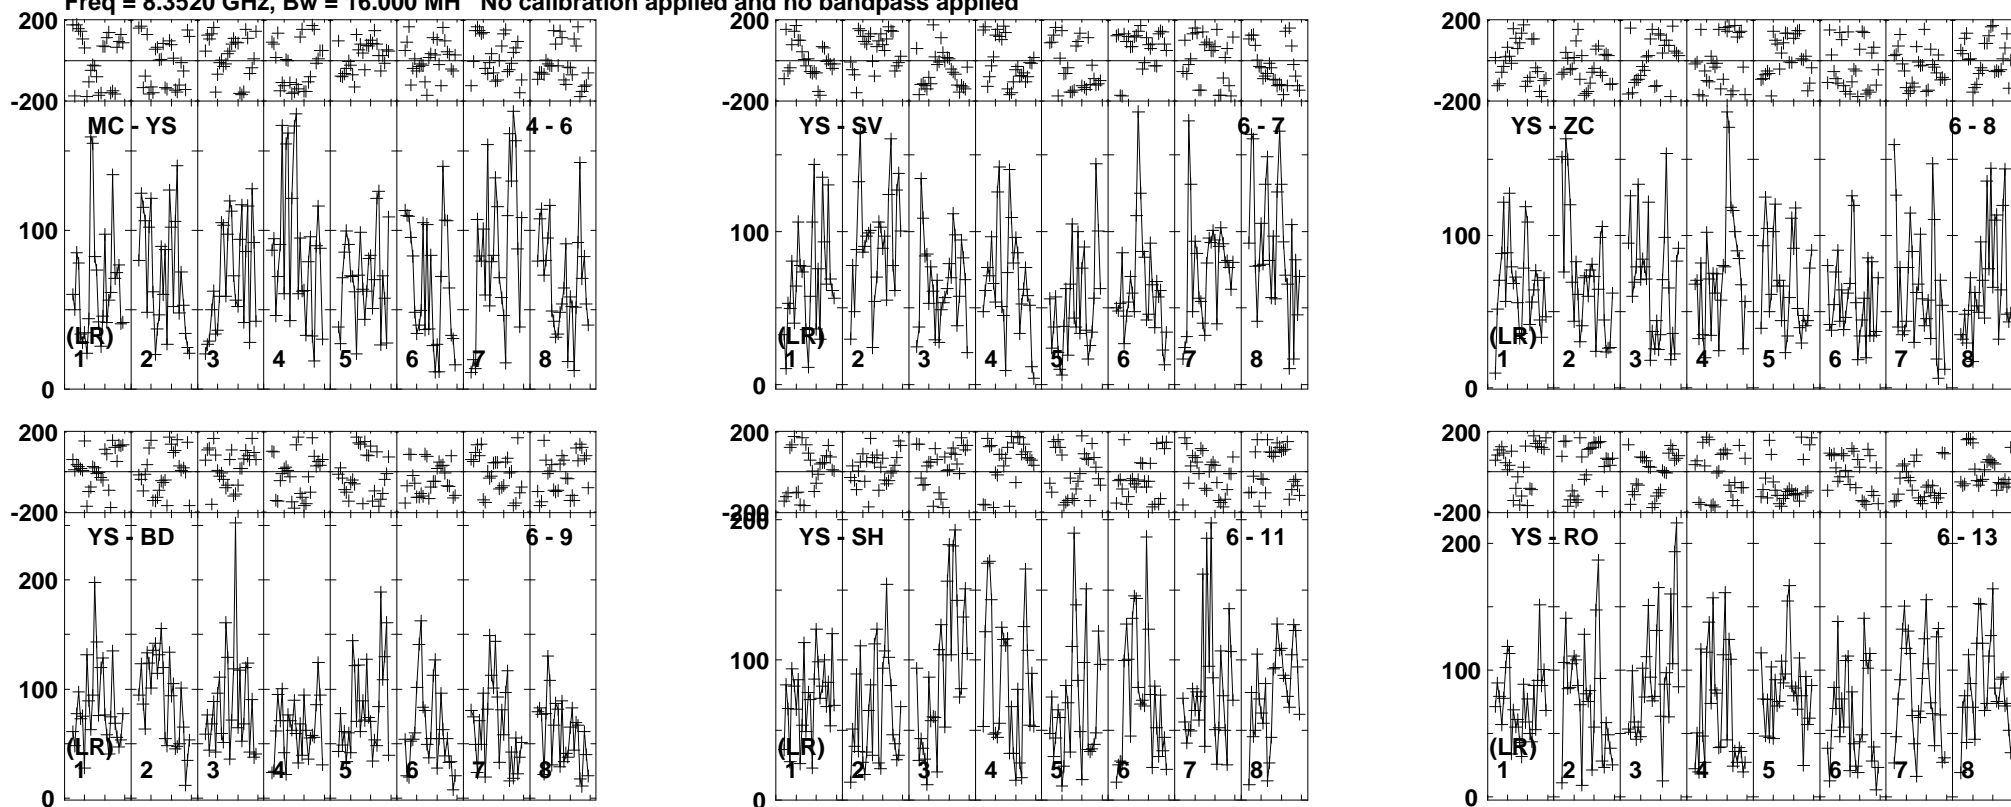 Freq = 8.3520 GHz, Bw = 16.000 MH No calibration applied and no bandpass applied
200
-200
MC - YS 4 - 6
100
(LR)
1 2 3 4 5 6 7 8
0
200
-200
YS - SV 6 - 7
100
(LR)
1 2 3 4 5 6 7 8
0
200
-200
YS - ZC 6 - 8
100
(LR)
1 2 3 4 5 6 7 8
0
200
-200
YS - BD 6 - 9
200
100
(LR)
1 2 3 4 5 6 7 8
0
200
-200
200
YS - SH 6 - 11
100
(LR)
1 2 3 4 5 6 7 8
0
200
-200
YS - RO 6 - 13
200
100
(LR)
1 2 3 4 5 6 7 8
0